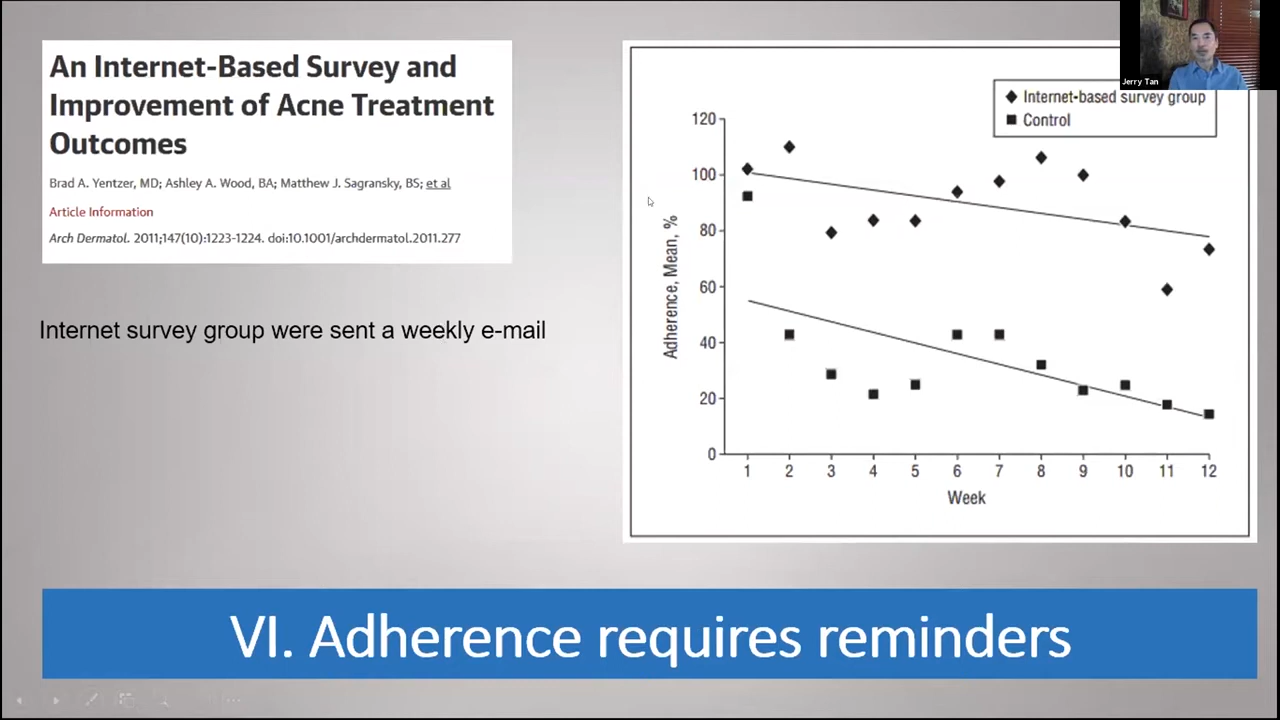 An Internet-Based Survey and
Improvement of Acne Treatment
Outcomes
Brad A. Yentzer, MD; Ashley A. Wood, BA; Matthew J. Sagransky, BS; et al
Article Information
Arch Dermatol. 2011;147(10):1223-1224. doi:10.1001/archdermatol.2011.277
Internet survey group were sent a weekly e-mail
Jerry Tan
Internet-based survey group
Control
120
100
80
60
40
20
0
Adherence, Mean, %
1 2 3 4 5 6 7 8 9 10 11 12
Week
VI. Adherence requires reminders